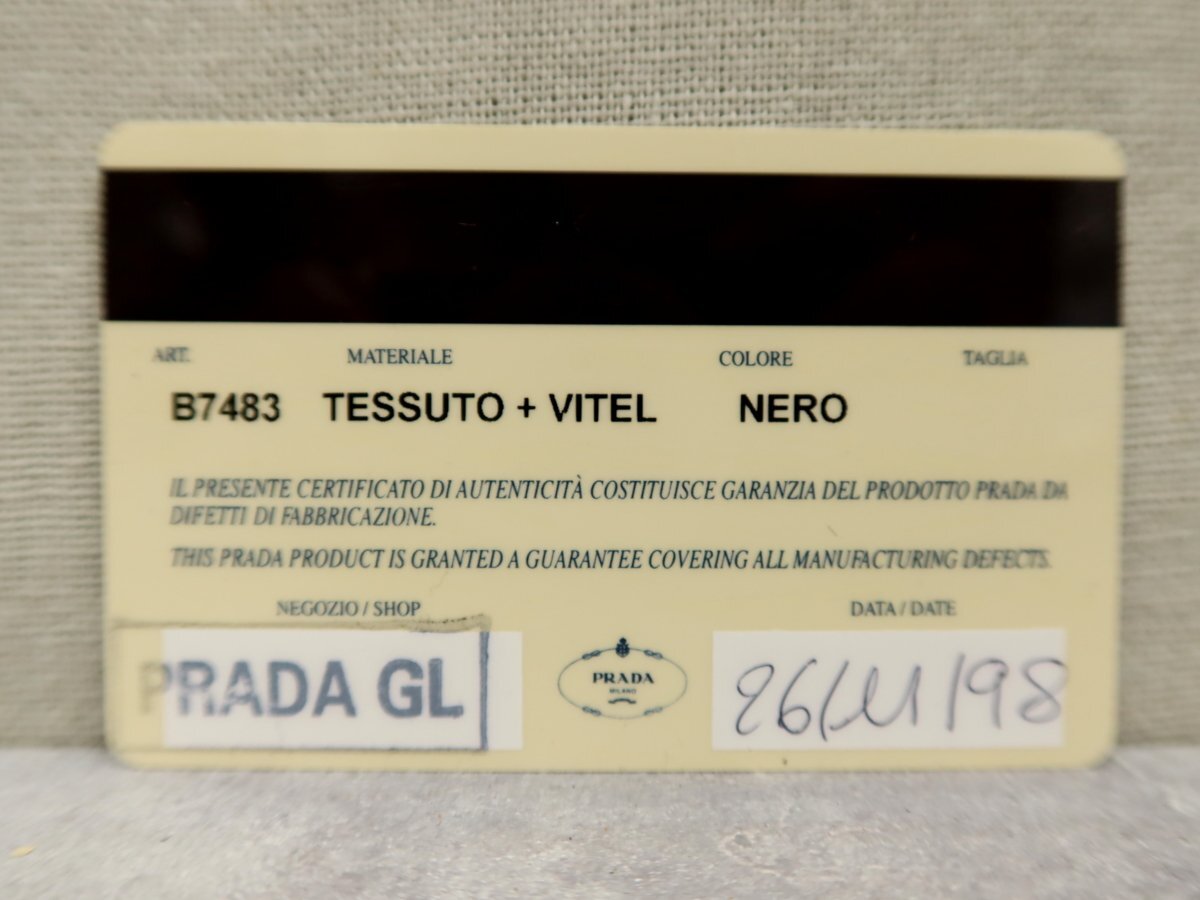 ART. MATERIALE COLORE TAGLIA
B7483 TESSUTO + VITEL NERO
IL PRESENTE CERTIFICATO DI AUTENTICITÀ COSTITUISCE GARANZIA DEL PRODOTTO PRADA DA
DIFETTI DI FABBRICAZIONE.
THIS PRADA PRODUCT IS GRANTED A GUARANTEE COVERING ALL MANUFACTURING DEFECTS.
NEGOZIO / SHOP DATA / DATE
PRADA GL
PRADA
MILANO
26/11/98